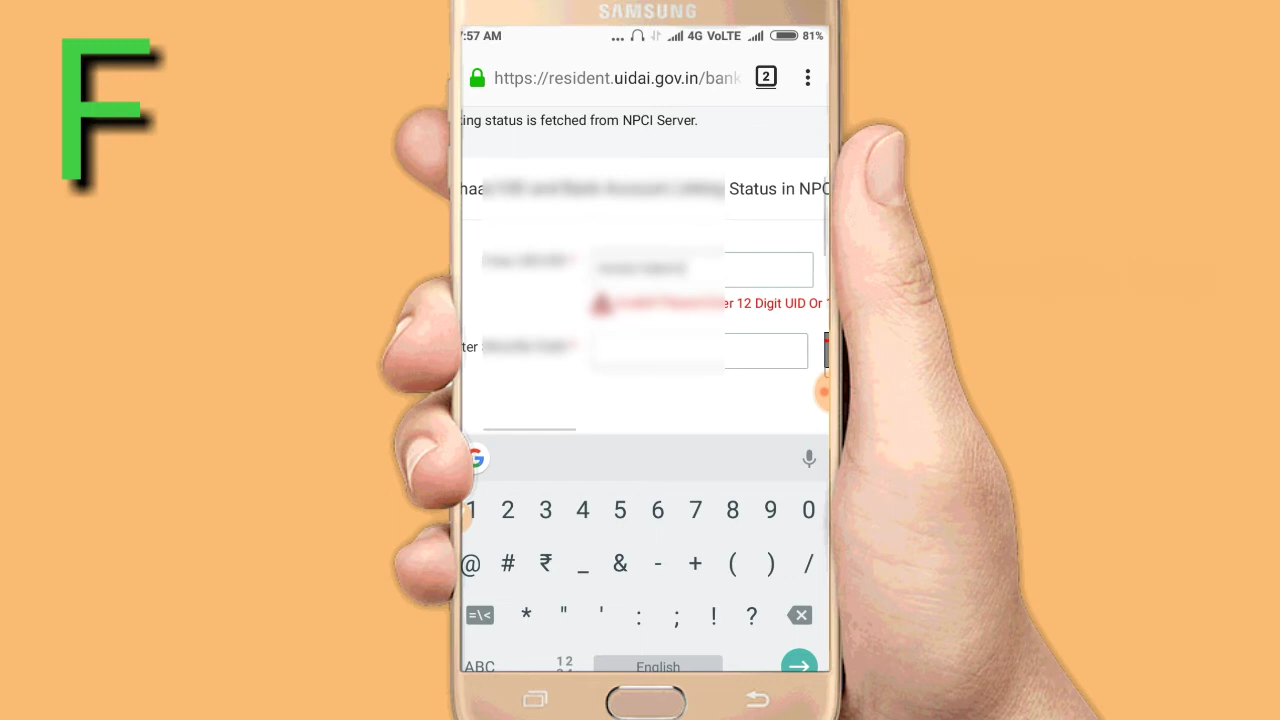 F
SAMSUNG
:57 AM ... 4G VoLTE 81%
https://resident.uidai.gov.in/bank 2
ing status is fetched from NPCI Server.
haa Status in NPC
er 12 Digit UID Or 1
ter
G
1 2 3 4 5 6 7 8 9 0
@ # ₹ _ & - + ( ) /
=\< * " ' : ; ! ?
ABC 12 English